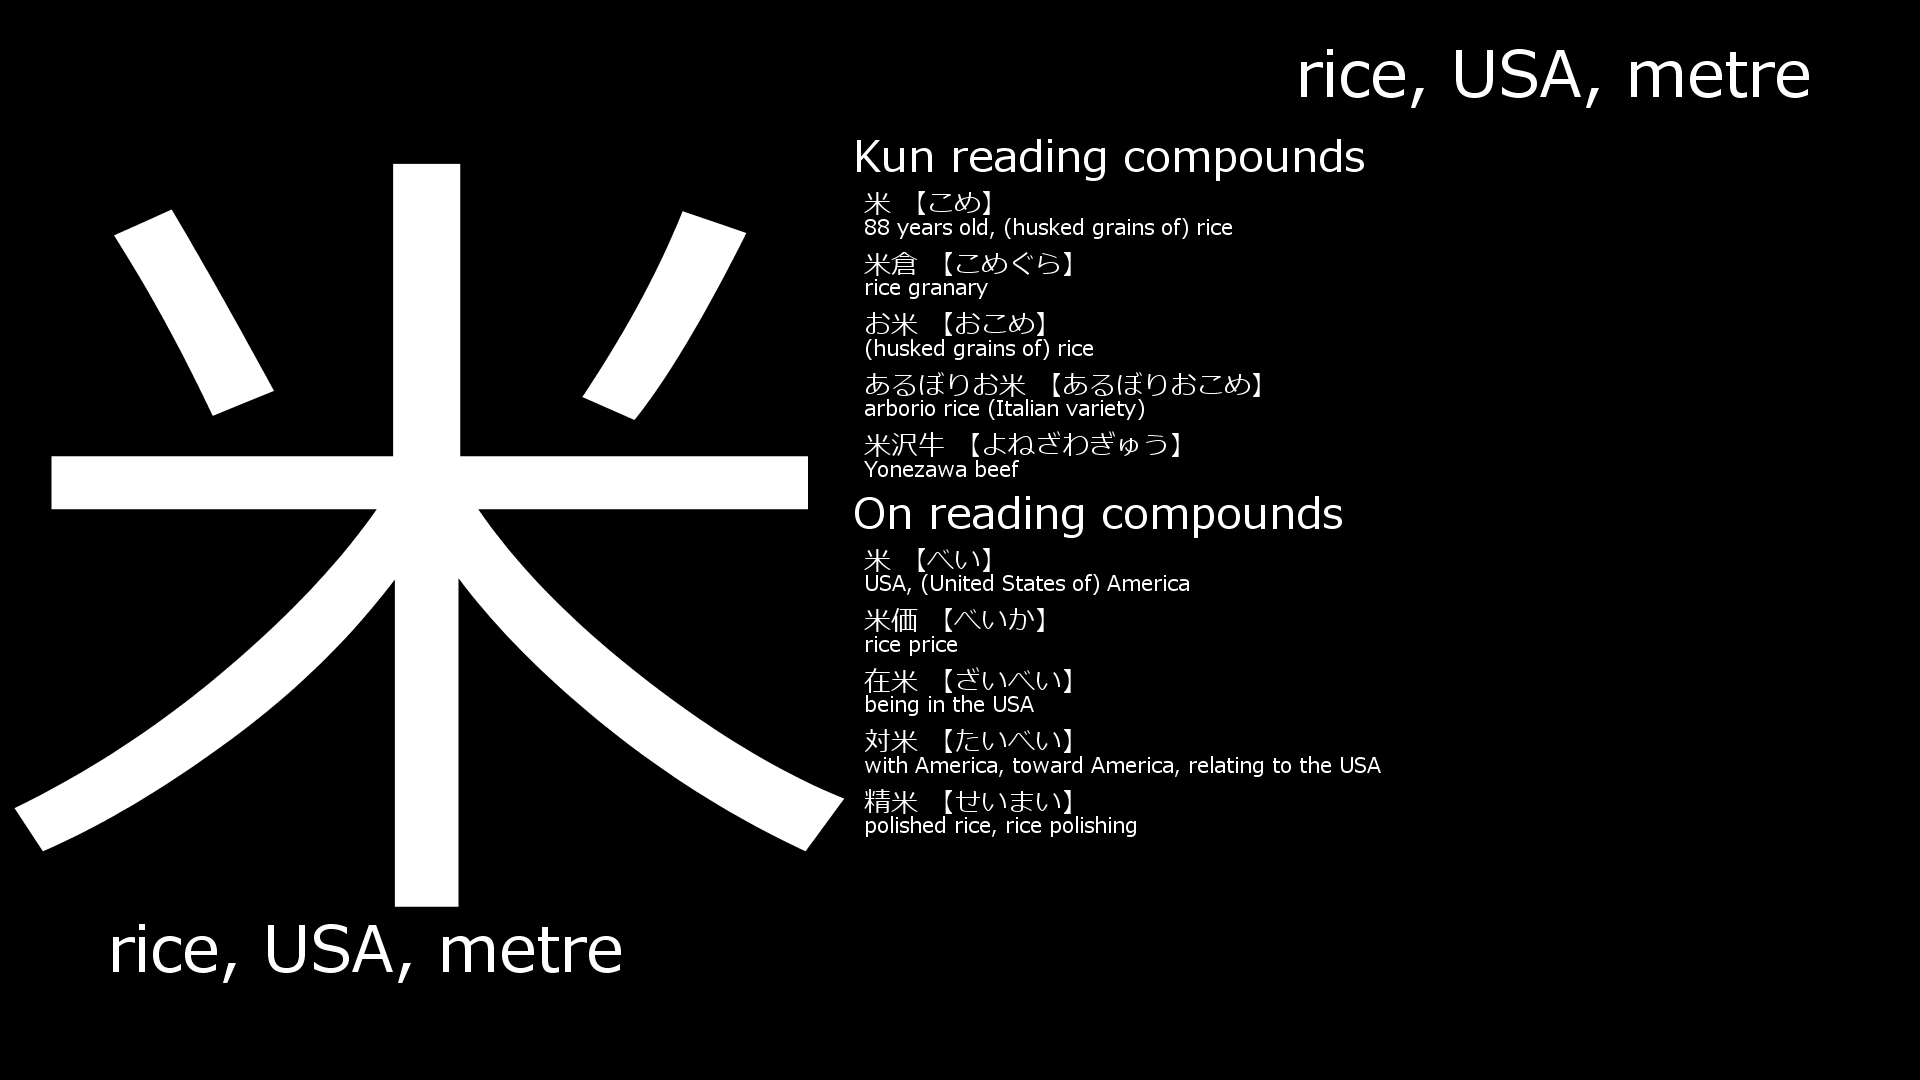 rice, USA, metre
米
rice, USA, metre
Kun reading compounds
米 【こめ】
88 years old, (husked grains of) rice
米倉 【こめぐら】
rice granary
お米 【おこめ】
(husked grains of) rice
あるぼりお米 【あるぼりおこめ】
arborio rice (Italian variety)
米沢牛 【よねざわぎゅう】
Yonezawa beef
On reading compounds
米 【べい】
USA, (United States of) America
米価 【べいか】
rice price
在米 【ざいべい】
being in the USA
対米 【たいべい】
with America, toward America, relating to the USA
精米 【せいまい】
polished rice, rice polishing